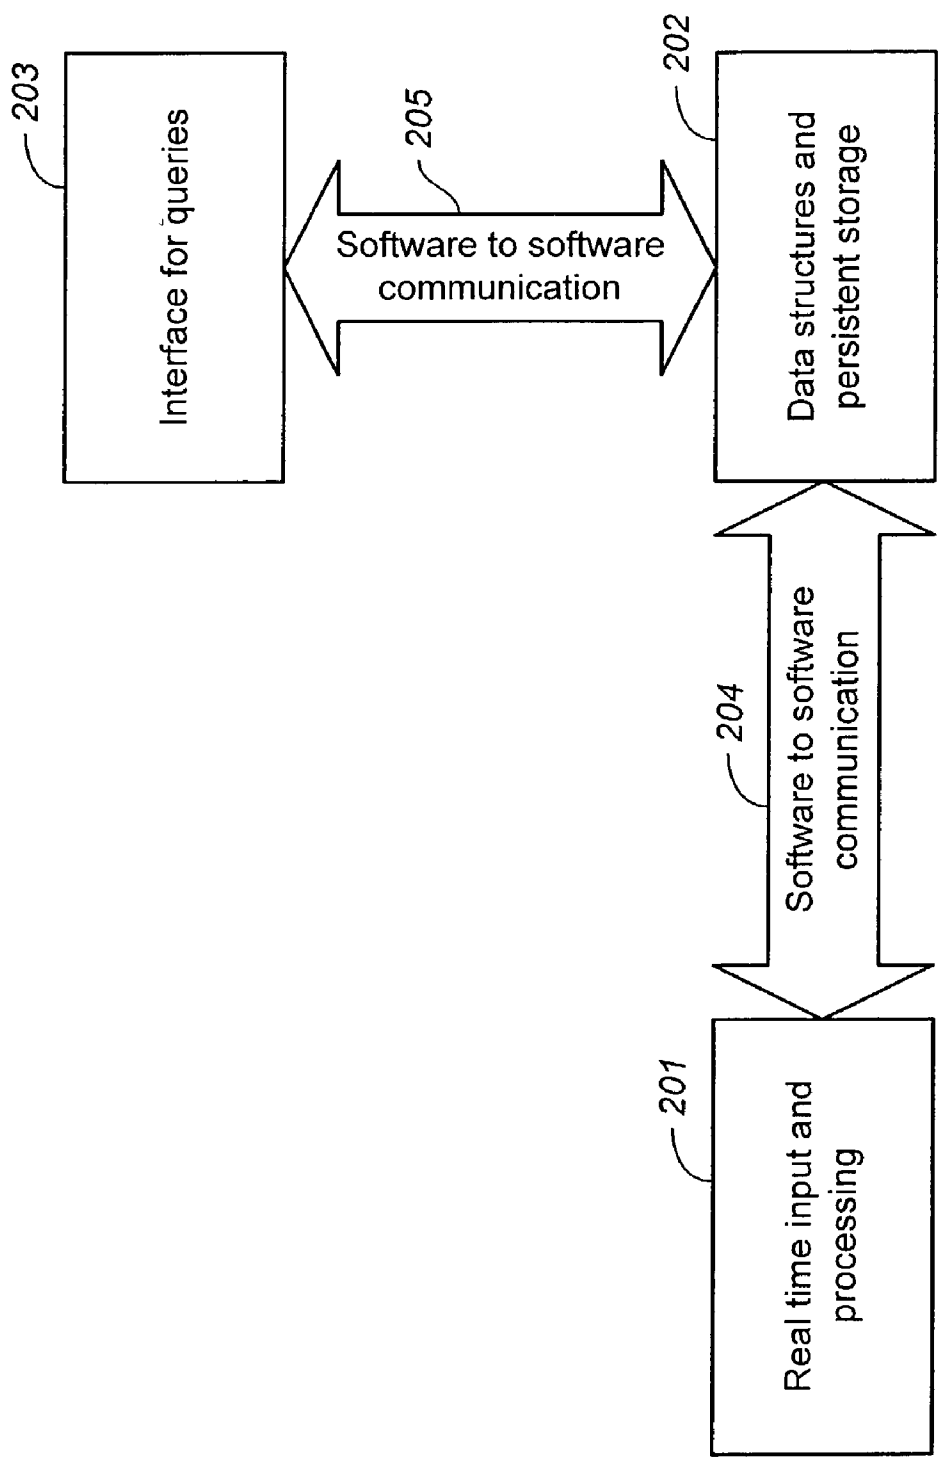 203
Interface for queries
205
Software to software
communication
202
Data structures and
persistent storage
204
Software to software
communication
201
Real time input and
processing